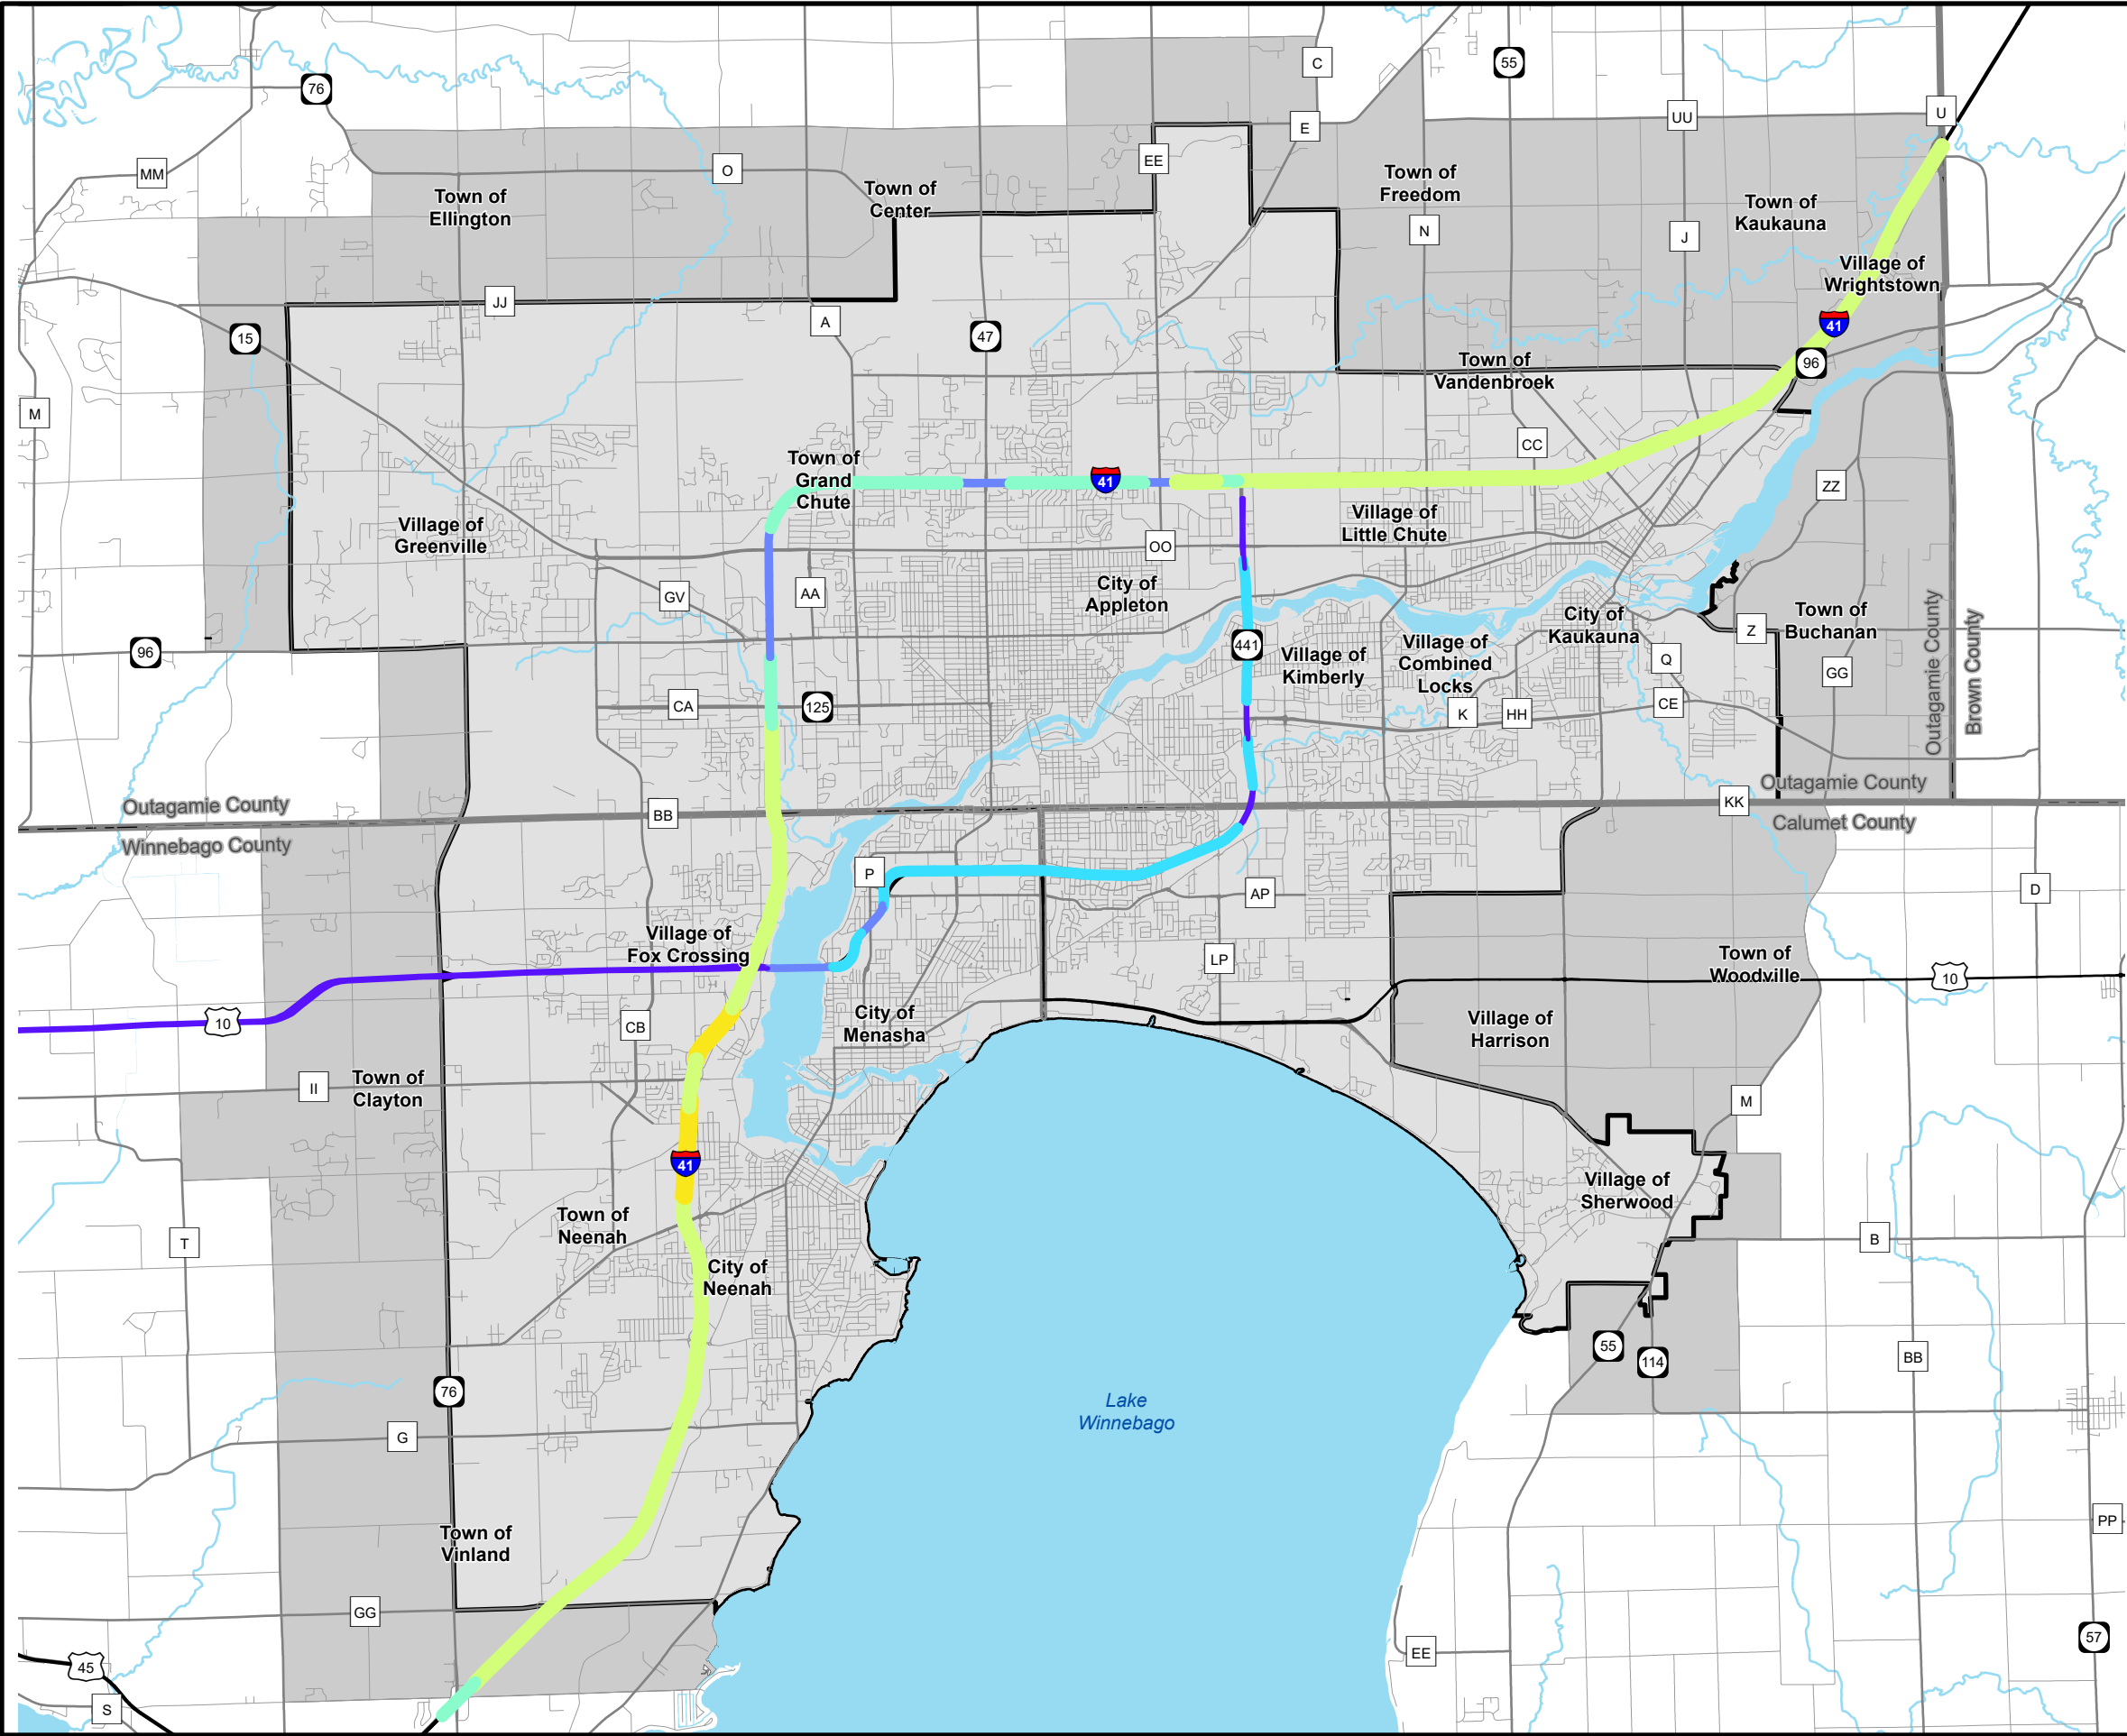 C
55
76
U
UU
E
EE
MM
O
Town of
Ellington
Town of
Center
Town of
Freedom
Town of
Kaukauna
N
J
Village of
Wrightstown
JJ
A
15
47
41
96
Town of
Vandenbroek
M
CC
Town of
Grand
Chute
41
ZZ
Village of
Greenville
Village of
Little Chute
OO
GV
AA
City of
Appleton
City of
Kaukauna
Town of
Buchanan
Z
96
441
Village of
Kimberly
Village of
Combined
Locks
Q
GG
Outagamie County
Brown County
CA
125
K
HH
CE
Outagamie County
Winnebago County
BB
KK
Outagamie County
Calumet County
P
AP
D
Village of
Fox Crossing
LP
Town of
Woodville
10
10
CB
City of
Menasha
Village of
Harrison
II
Town of
Clayton
M
41
Village of
Sherwood
Town of
Neenah
T
B
City of
Neenah
55
114
BB
76
Lake
Winnebago
G
PP
Town of
Vinland
GG
57
EE
45
S